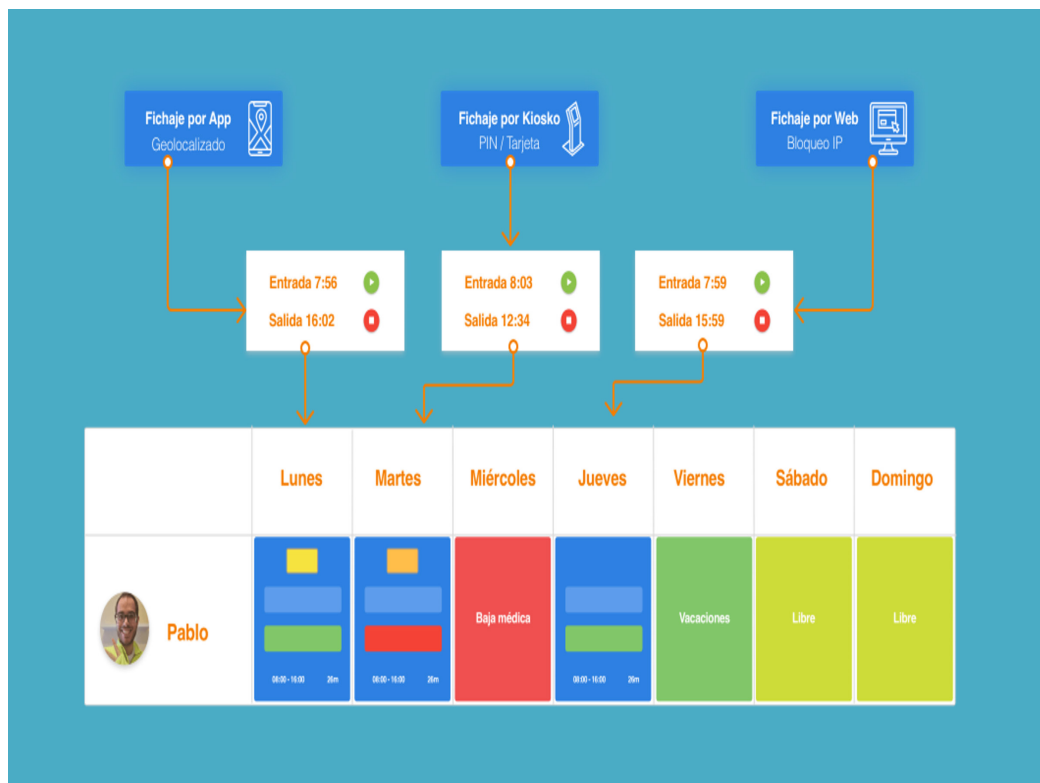 Fichaje por App
Geolocalizado
Fichaje por Kiosko
PIN / Tarjeta
Fichaje por Web
Bloqueo IP
Entrada 7:56
Salida 16:02
Entrada 8:03
Salida 12:34
Entrada 7:59
Salida 15:59
Lunes
Martes
Miércoles
Jueves
Viernes
Sábado
Domingo
Pablo
08:00 - 16:00 26m
08:00 - 16:00 26m
Baja médica
08:00 - 16:00 26m
Vacaciones
Libre
Libre